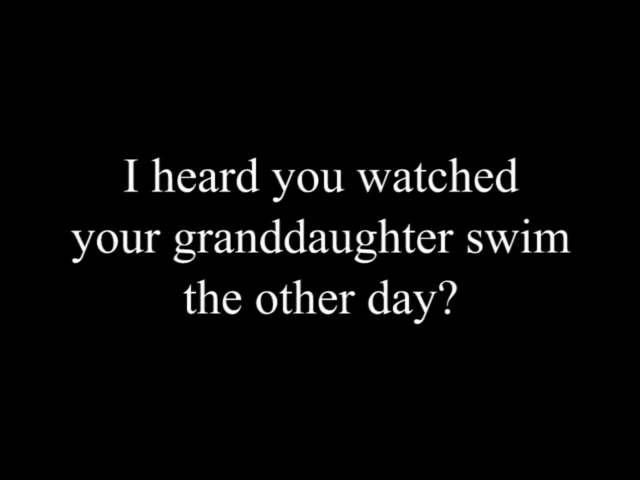 I heard you watched
your granddaughter swim
the other day?